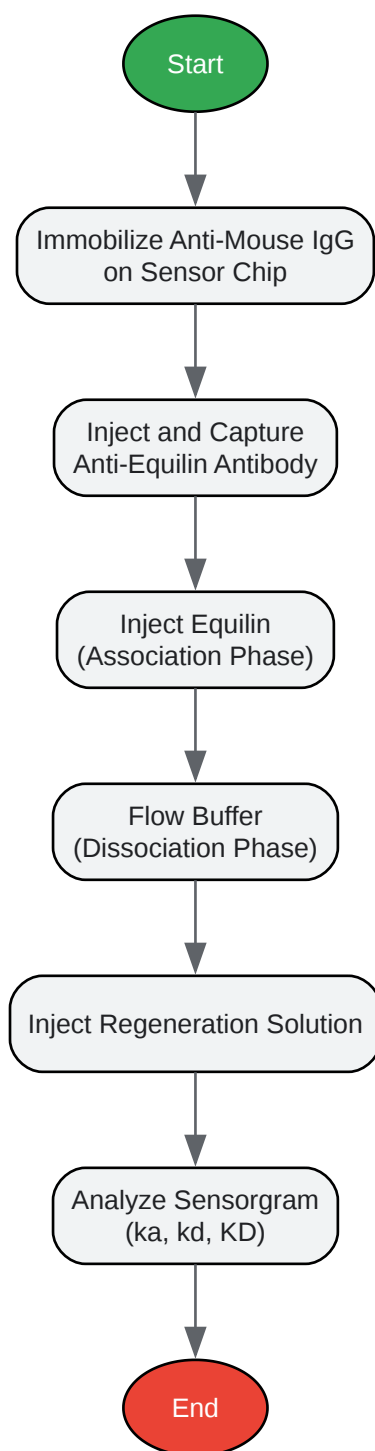 Start
Immobilize Anti-Mouse IgG
on Sensor Chip
Inject and Capture
Anti-Equilin Antibody
Inject Equilin
(Association Phase)
Flow Buffer
(Dissociation Phase)
Inject Regeneration Solution
Analyze Sensorgram
(ka, kd, KD)
End